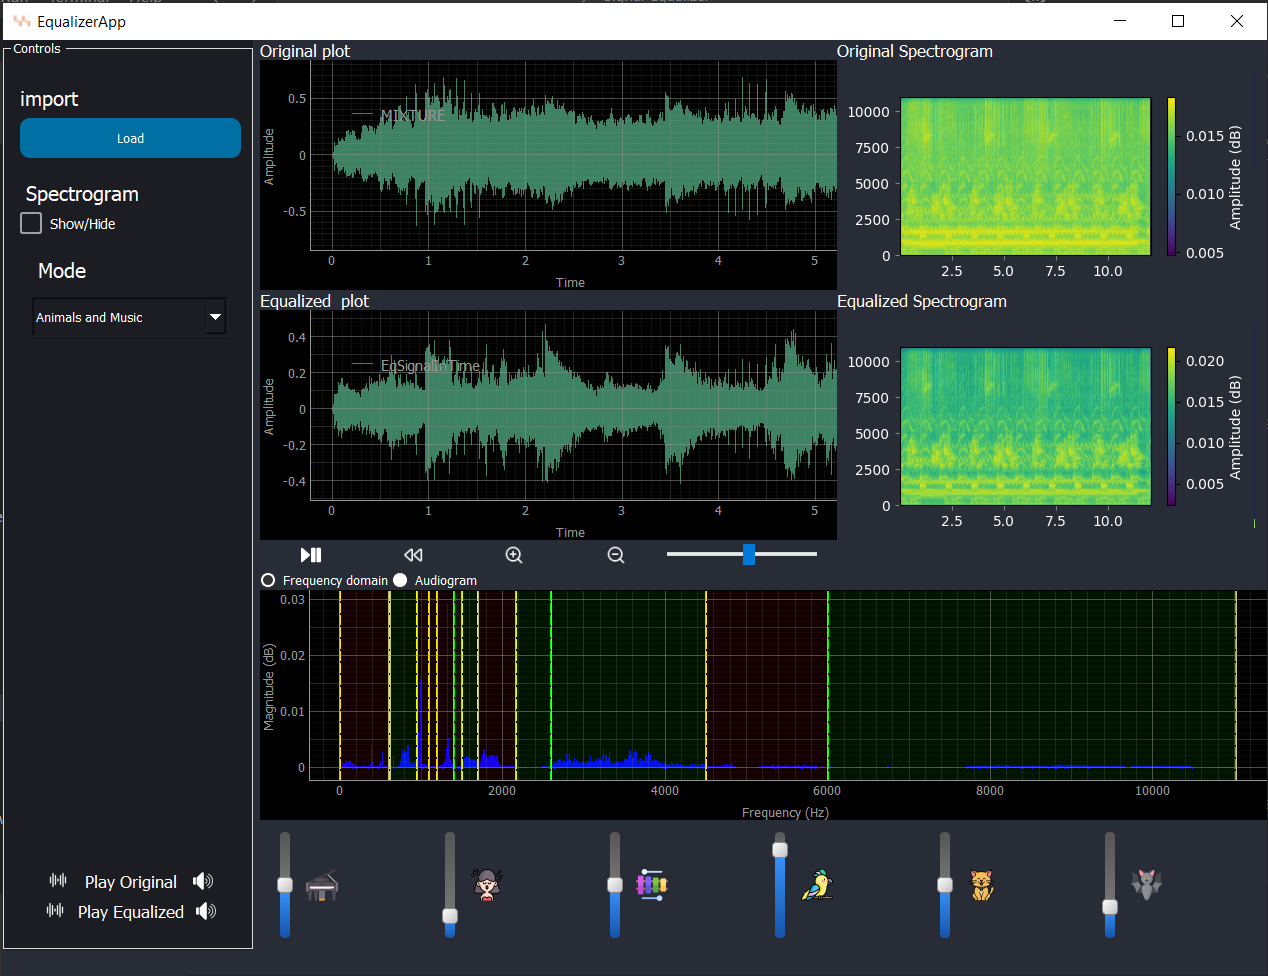 EqualizerApp
Controls
import
Load
Spectrogram
Show/Hide
Mode
Animals and Music
Play Original
Play Equalized
Original plot
MIXTURE
Amplitude
0.5
0
-0.5
0 1 2 3 4 5
Time
Original Spectrogram
10000
7500
5000
2500
0
2.5 5.0 7.5 10.0
0.015
0.010
0.005
Amplitude (dB)
Equalized plot
EqSignalInTime
Amplitude
0.4
0.2
0
-0.2
-0.4
0 1 2 3 4 5
Time
Equalized Spectrogram
10000
7500
5000
2500
0
2.5 5.0 7.5 10.0
0.020
0.015
0.010
0.005
Amplitude (dB)
Frequency domain Audiogram
Magnitude (dB)
0.03
0.02
0.01
0
0 2000 4000 6000 8000 10000
Frequency (Hz)